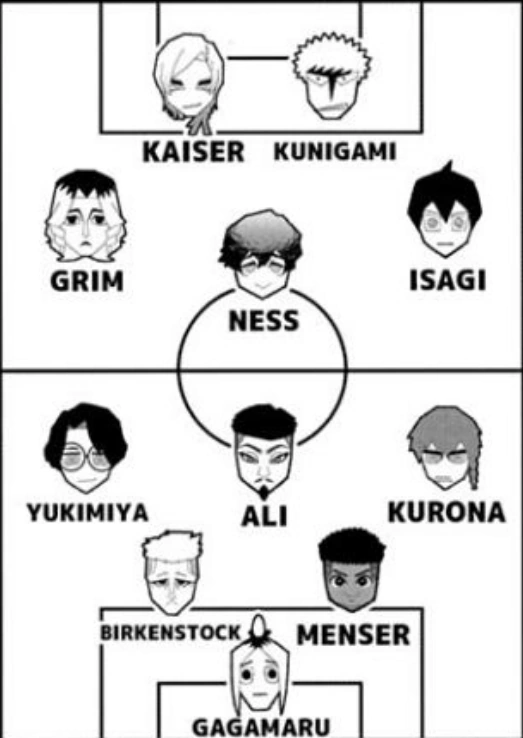 KAISER KUNIGAMI
GRIM
ISAGI
NESS
YUKIMIYA
ALI
KURONA
BIRKENSTOCK
MENSER
GAGAMARU